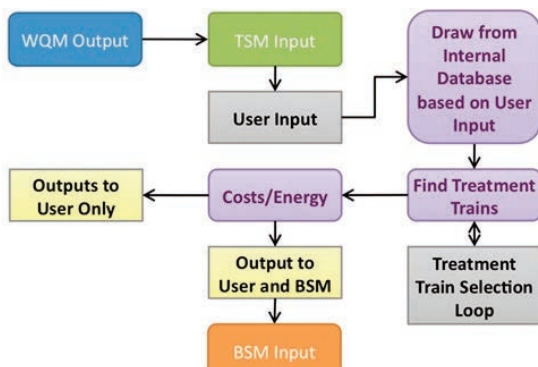 WQM Output
TSM Input
Draw from
Internal
Database
based on User
Input
User Input
Outputs to
User Only
Costs/Energy
Find Treatment
Trains
Output to
User and BSM
Treatment
Train Selection
Loop
BSM Input